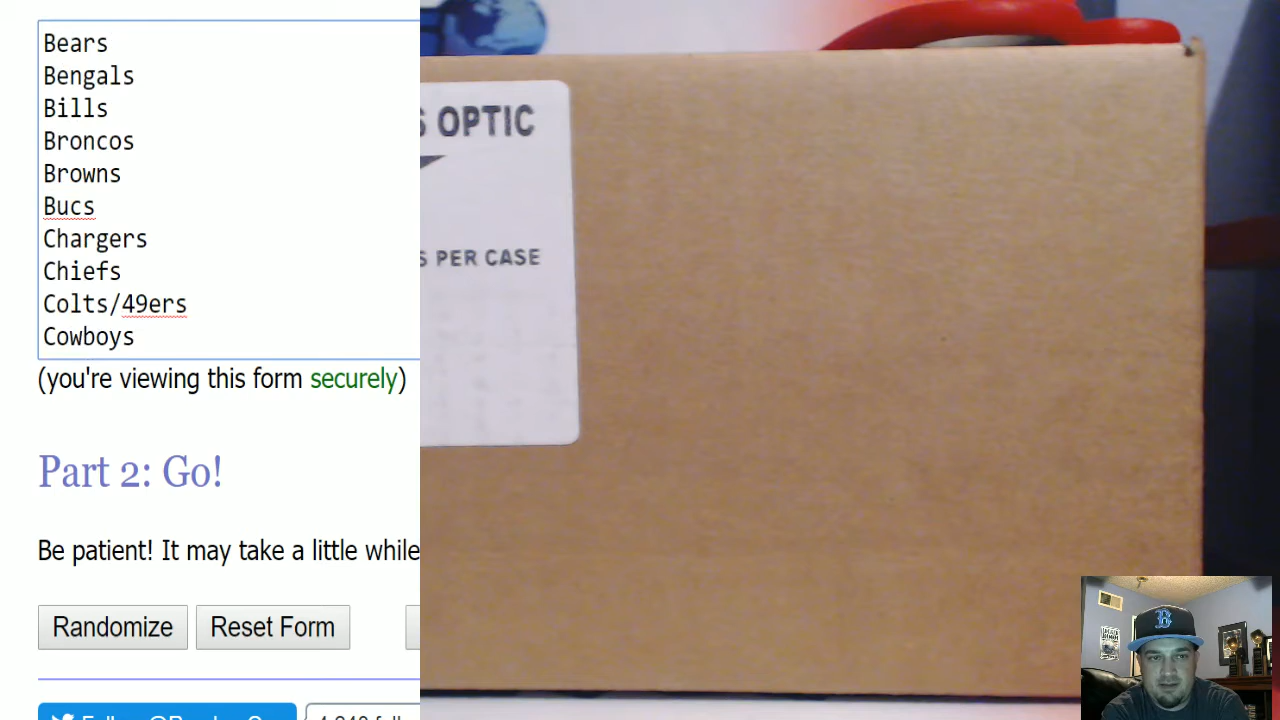 Bears
Bengals
Bills
Broncos
Browns
Bucs
Chargers
Chiefs
Colts/49ers
Cowboys
(you're viewing this form securely)
Part 2: Go!
Be patient! It may take a little while
Randomize Reset Form
S OPTIC
S PER CASE
B